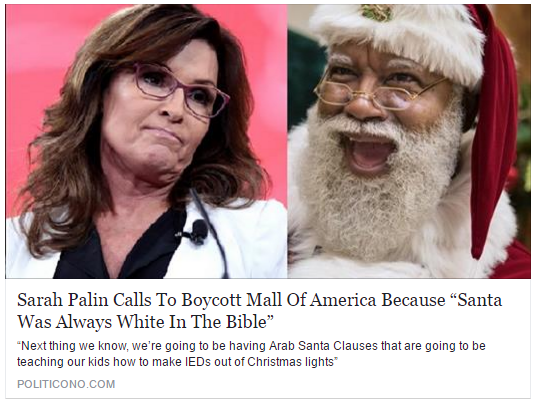 Sarah Palin Calls To Boycott Mall Of America Because “Santa
Was Always White In The Bible”
“Next thing we know, we’re going to be having Arab Santa Clauses that are going to be
teaching our kids how to make IEDs out of Christmas lights”
POLITICONO.COM